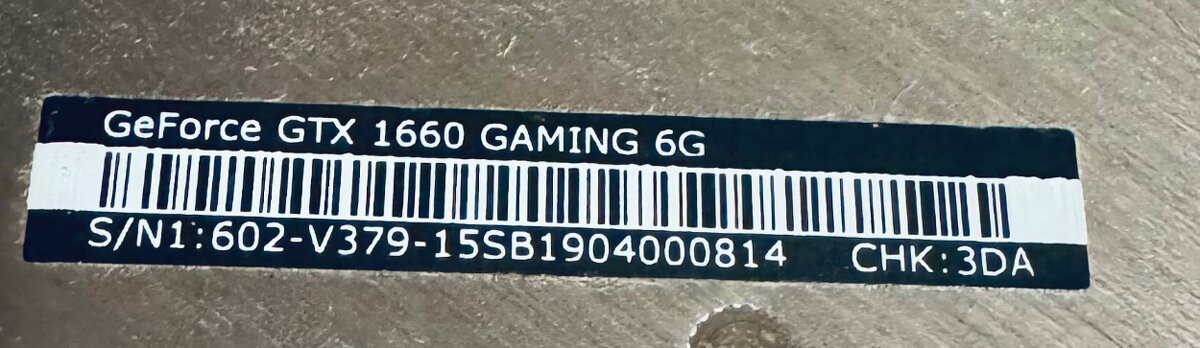 GeForce GTX 1660 GAMING 6G
S/N1:602-V379-15SB1904000814 CHK:3DA